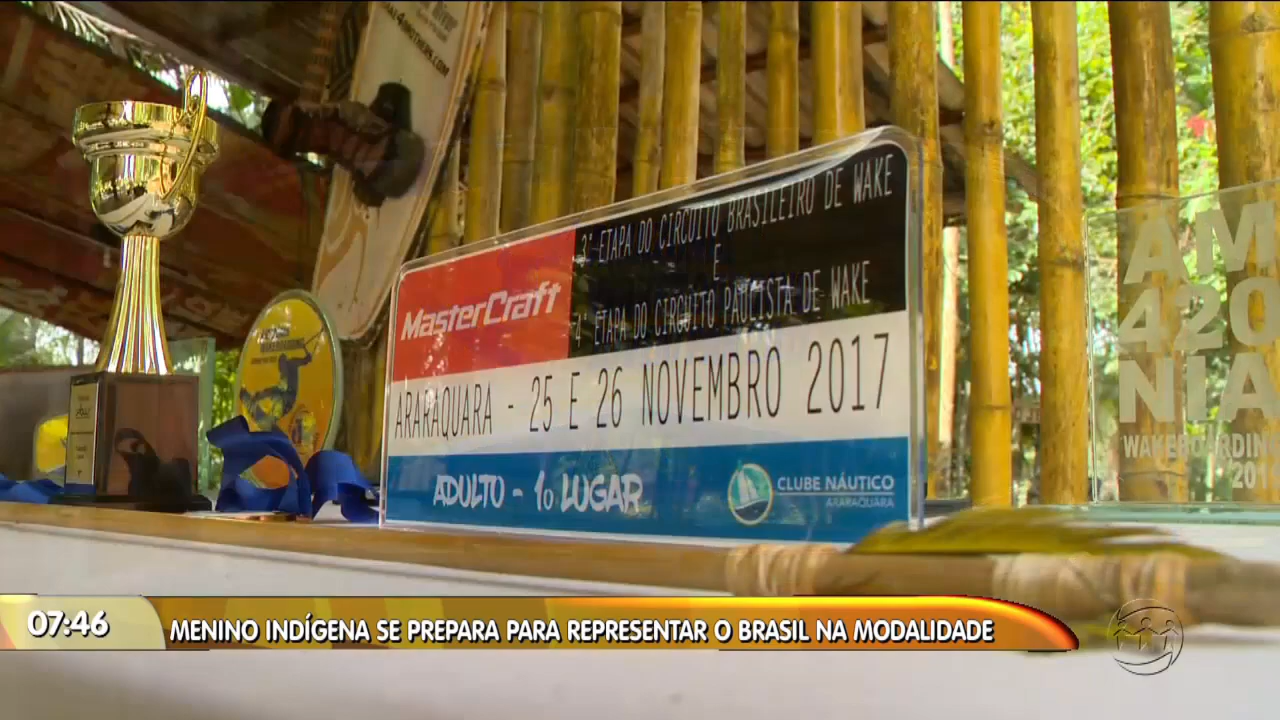 3ª ETAPA DO CIRCUITO BRASILEIRO DE WAKE
E
4ª ETAPA DO CIRCUITO PAULISTA DE WAKE
MasterCraft
ARARAQUARA - 25 E 26 NOVEMBRO 2017
ADULTO - 1o LUGAR
CLUBE NÁUTICO
ARARAQUARA
AM
420
NIA
WAKEBOARDING
07:46
MENINO INDÍGENA SE PREPARA PARA REPRESENTAR O BRASIL NA MODALIDADE